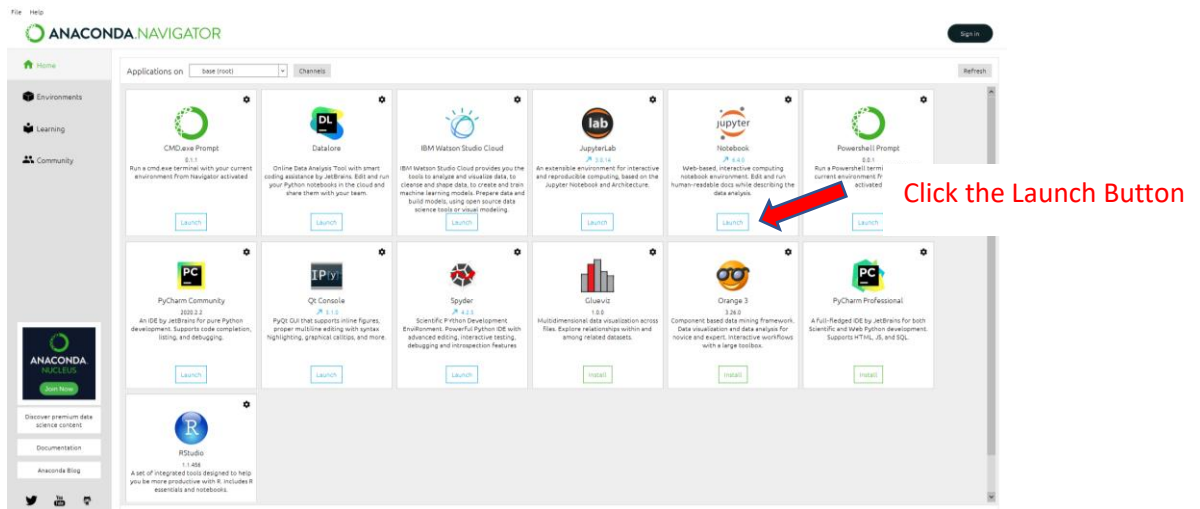 File Help
ANACONDA.NAVIGATOR
Sign in
Home
Environments
Learning
Community
Applications on base (root) Channels
Refresh
CMD.exe Prompt
0.1.1
Run a cmd.exe terminal with your current
environment from Navigator activated
Launch
DL
Datalore
Online Data Analysis Tool with smart
coding assistance by JetBrains. Edit and run
your Python notebooks in the cloud and
share them with your team.
Launch
IBM Watson Studio Cloud
IBM Watson Studio Cloud provides you the
tools to analyze and visualize data, to
cleanse and shape data, to create and train
machine learning models. Prepare data and
build models, using open source data
science tools or visual modeling.
Launch
lab
JupyterLab
3.0.14
An extensible environment for interactive
and reproducible computing, based on the
Jupyter Notebook and Architecture.
Launch
jupyter
Notebook
6.4.0
Web-based, interactive computing
notebook environment. Edit and run
human-readable docs while describing the
data analysis.
Launch
Powershell Prompt
0.0.1
Run a Powershell termi
current environment fr
activated
Launch
Click the Launch Button
PC
PyCharm Community
2020.2.2
An IDE by JetBrains for pure Python
development. Supports code completion,
listing, and debugging.
Launch
IP[y]:
Qt Console
5.1.0
PyQt GUI that supports inline figures,
proper multiline editing with syntax
highlighting, graphical calltips, and more.
Launch
Spyder
4.2.5
Scientific PYthon Development
EnviRonment. Powerful Python IDE with
advanced editing, interactive testing,
debugging and introspection features
Launch
Glueviz
1.0.0
Multidimensional data visualization across
files. Explore relationships within and
among related datasets.
Install
Orange 3
3.26.0
Component based data mining framework.
Data visualization and data analysis for
novice and expert. Interactive workflows
with a large toolbox.
Install
PC
PyCharm Professional
A full-fledged IDE by JetBrains for both
Scientific and Web Python development.
Supports HTML, JS, and SQL.
Install
R
RStudio
1.1.456
A set of integrated tools designed to help
you be more productive with R. Includes R
essentials and notebooks.
ANACONDA.
NUCLEUS
Join Now
Discover premium data
science content
Documentation
Anaconda Blog
You
Tube